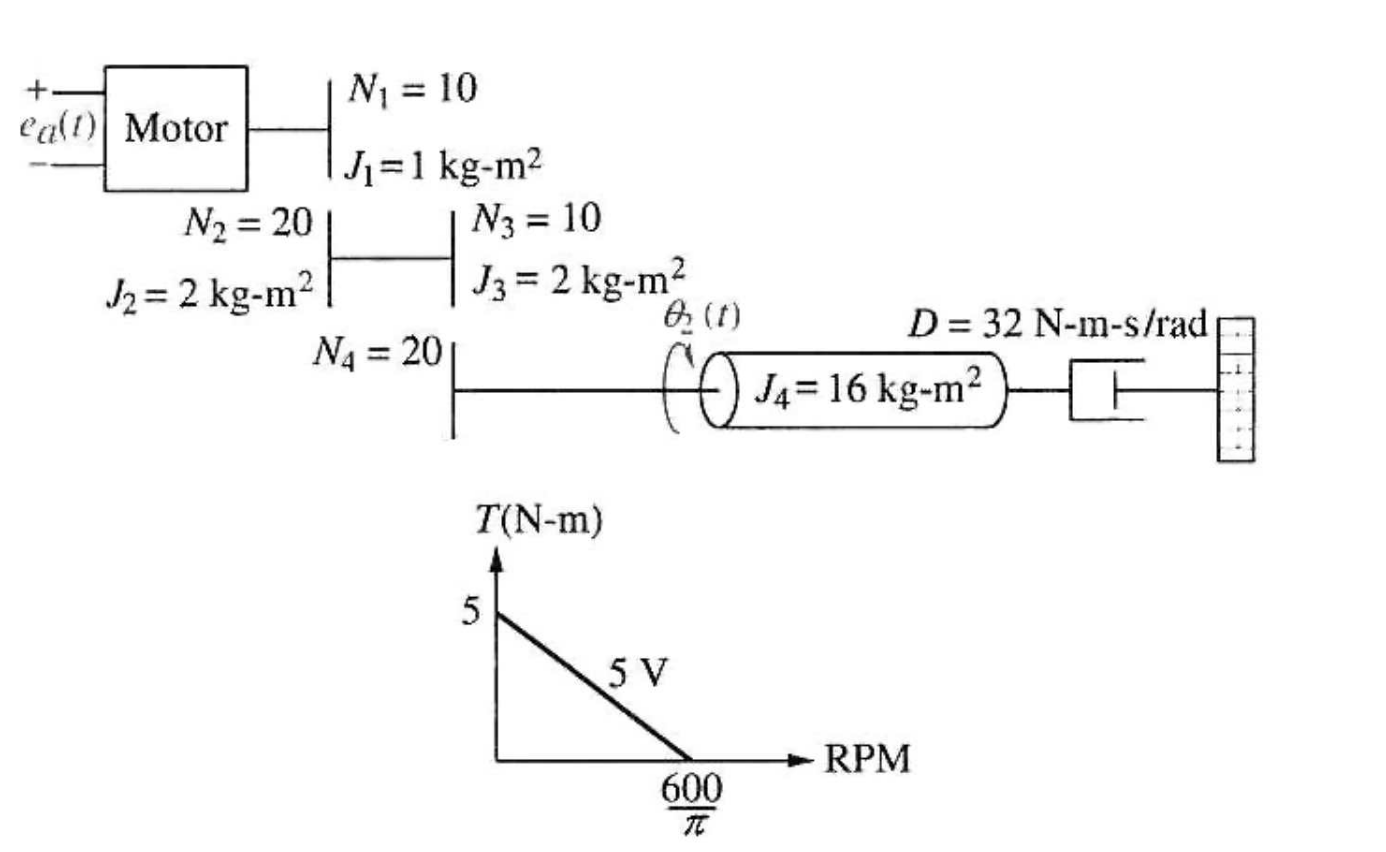 +
eₐ(t)
−
Motor
N₁ = 10
J₁ = 1 kg-m²
N₂ = 20
J₂ = 2 kg-m²
N₃ = 10
J₃ = 2 kg-m²
N₄ = 20
θ₂(t)
J₄ = 16 kg-m²
D = 32 N-m-s/rad
T(N-m)
5
5 V
RPM
600
π